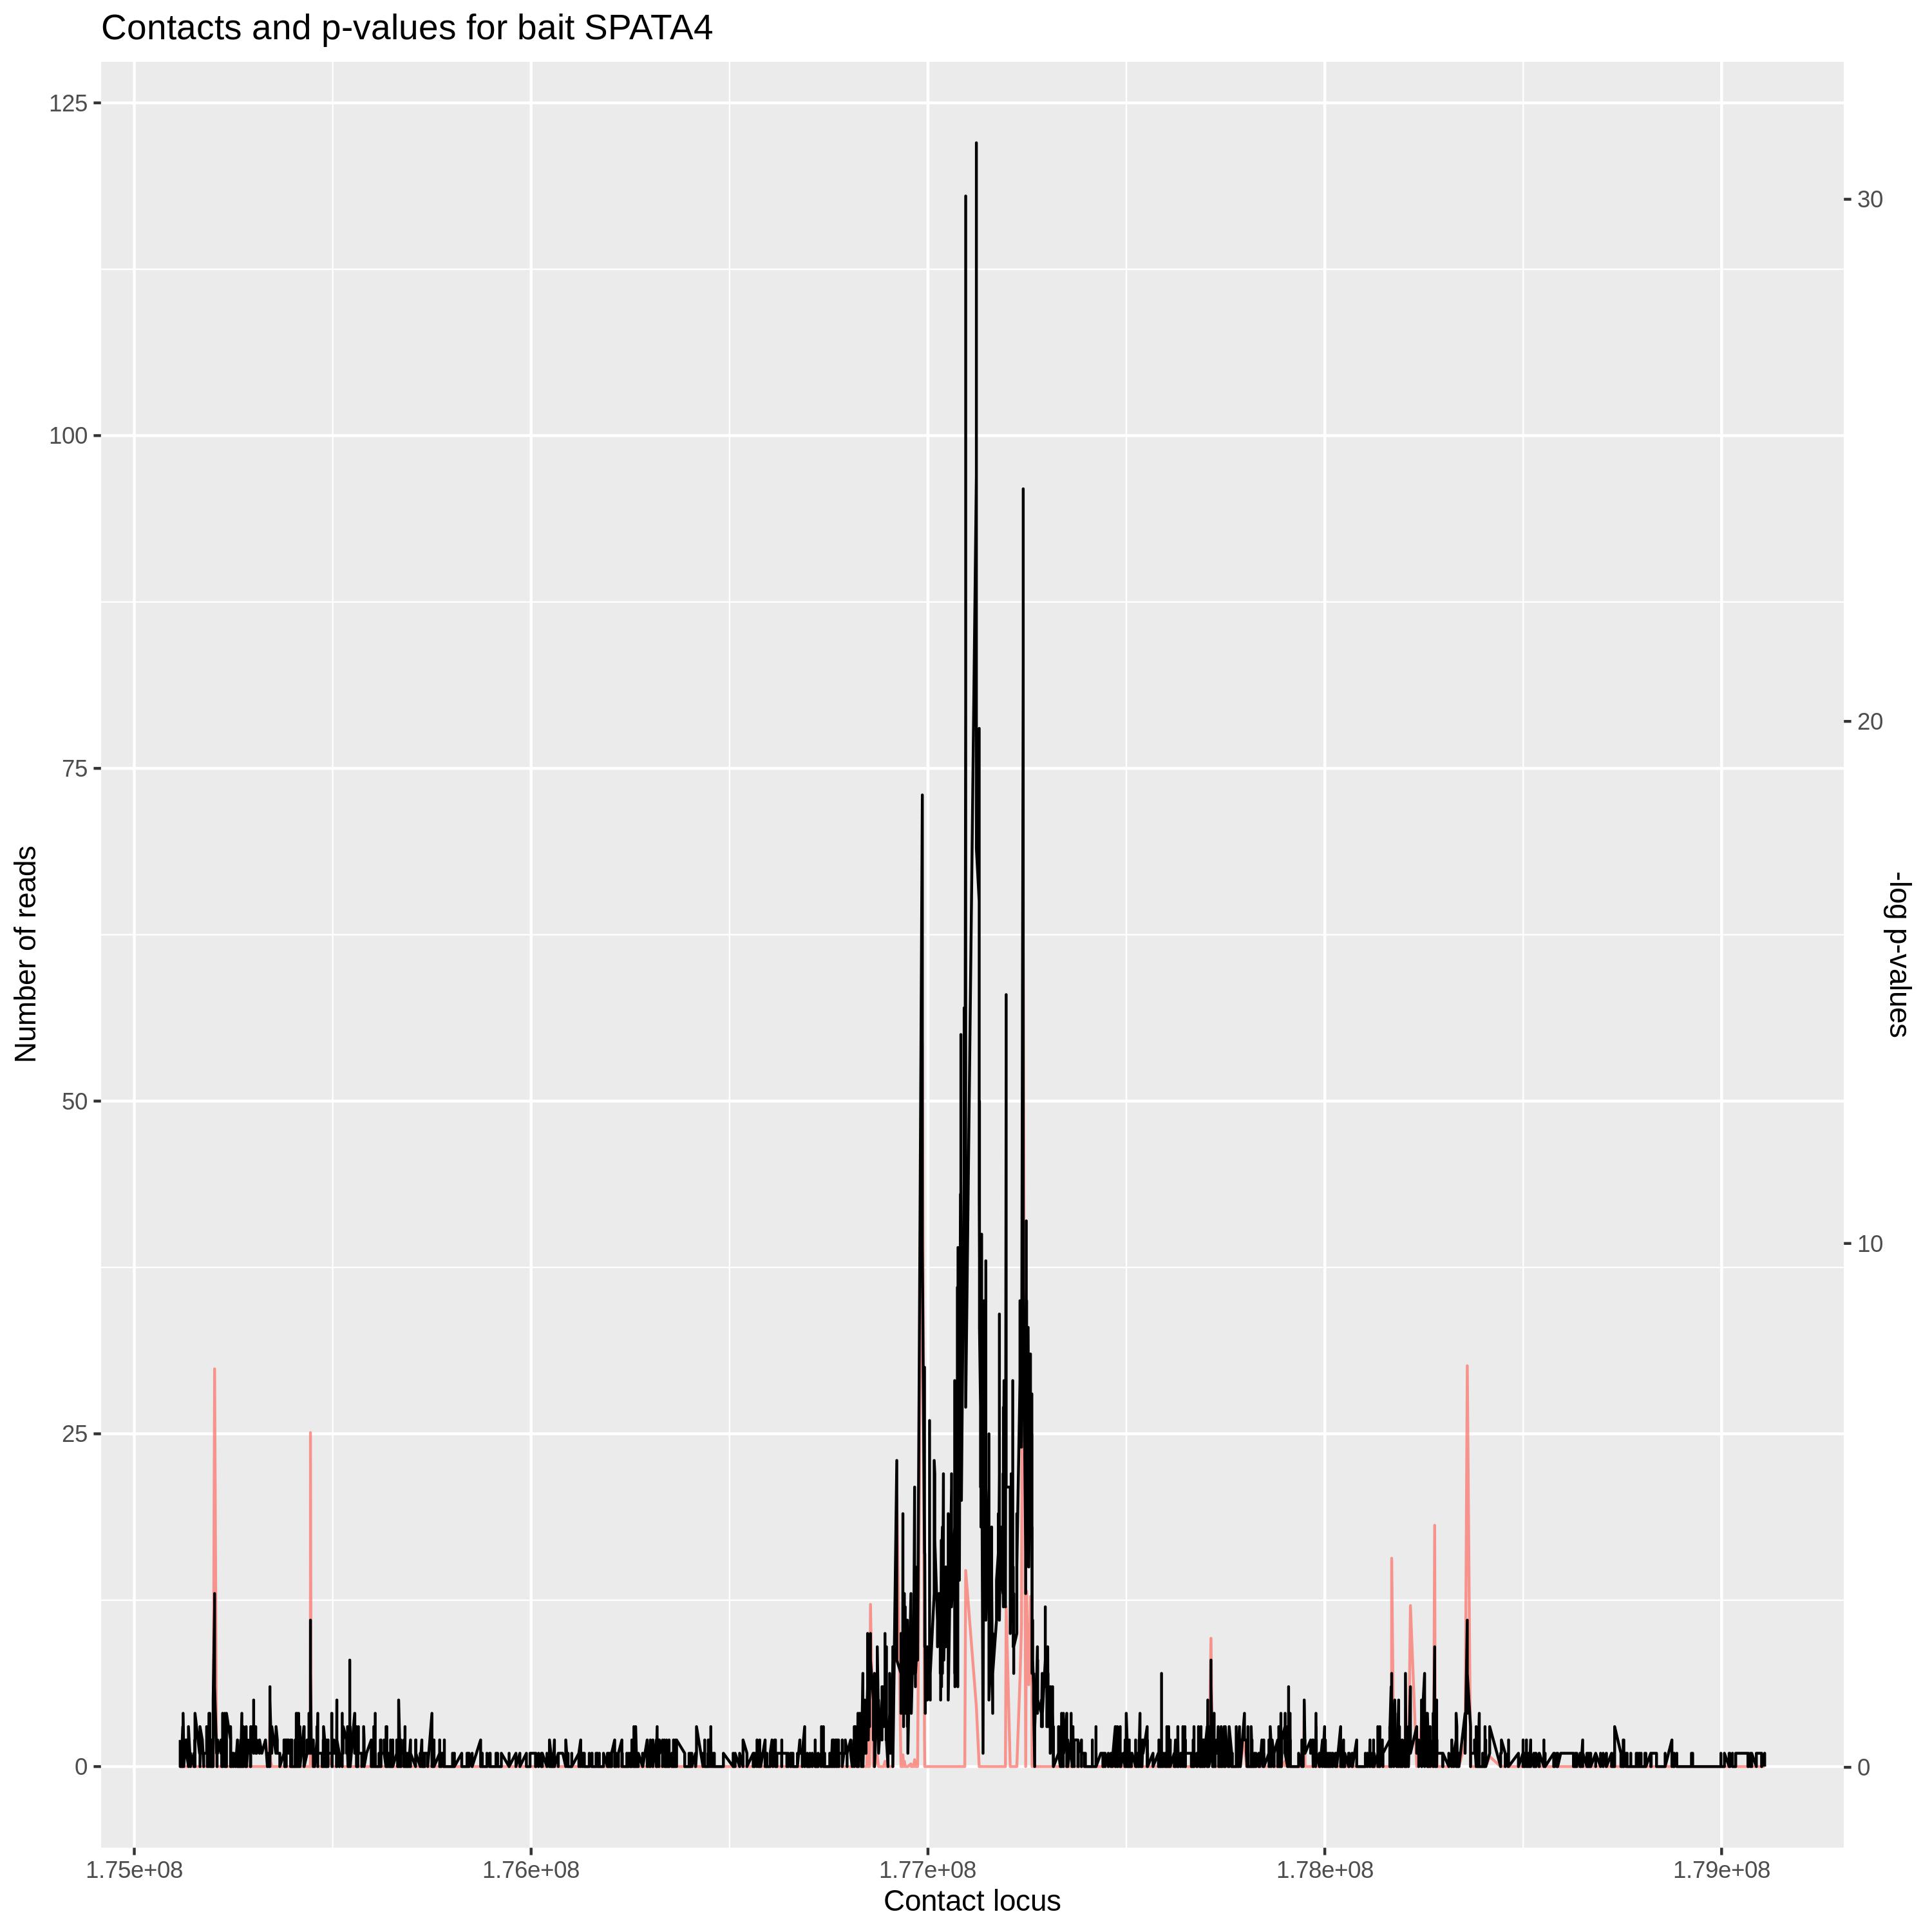 Contacts and p-values for bait SPATA4
125
100
75
50
25
0
Number of reads
30
20
10
0
-log p-values
1.75e+08
1.76e+08
1.77e+08
1.78e+08
1.79e+08
Contact locus